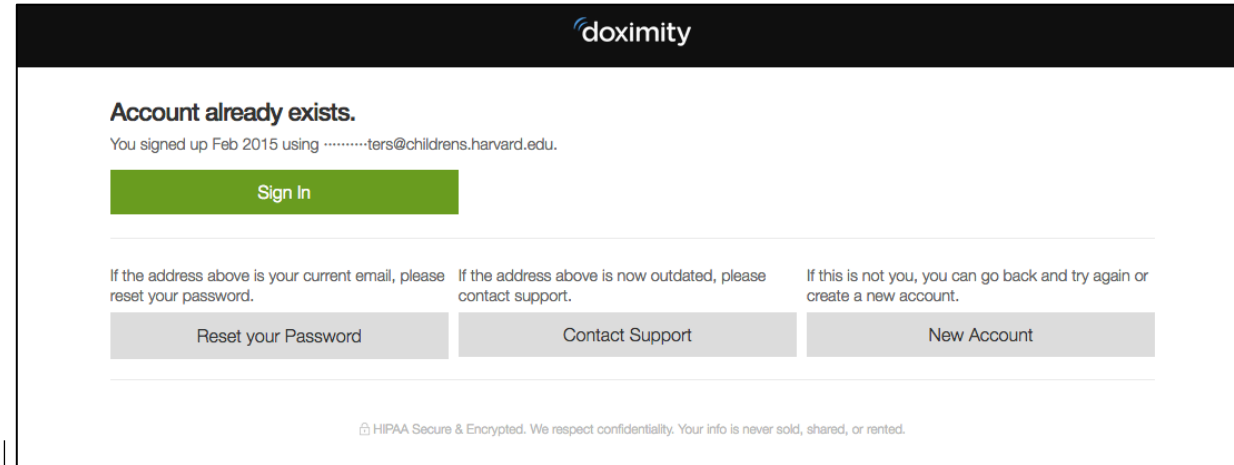 doximity
Account already exists.
You signed up Feb 2015 using ··········ters@childrens.harvard.edu.
Sign In
If the address above is your current email, please
reset your password.
Reset your Password
If the address above is now outdated, please
contact support.
Contact Support
If this is not you, you can go back and try again or
create a new account.
New Account
HIPAA Secure & Encrypted. We respect confidentiality. Your info is never sold, shared, or rented.